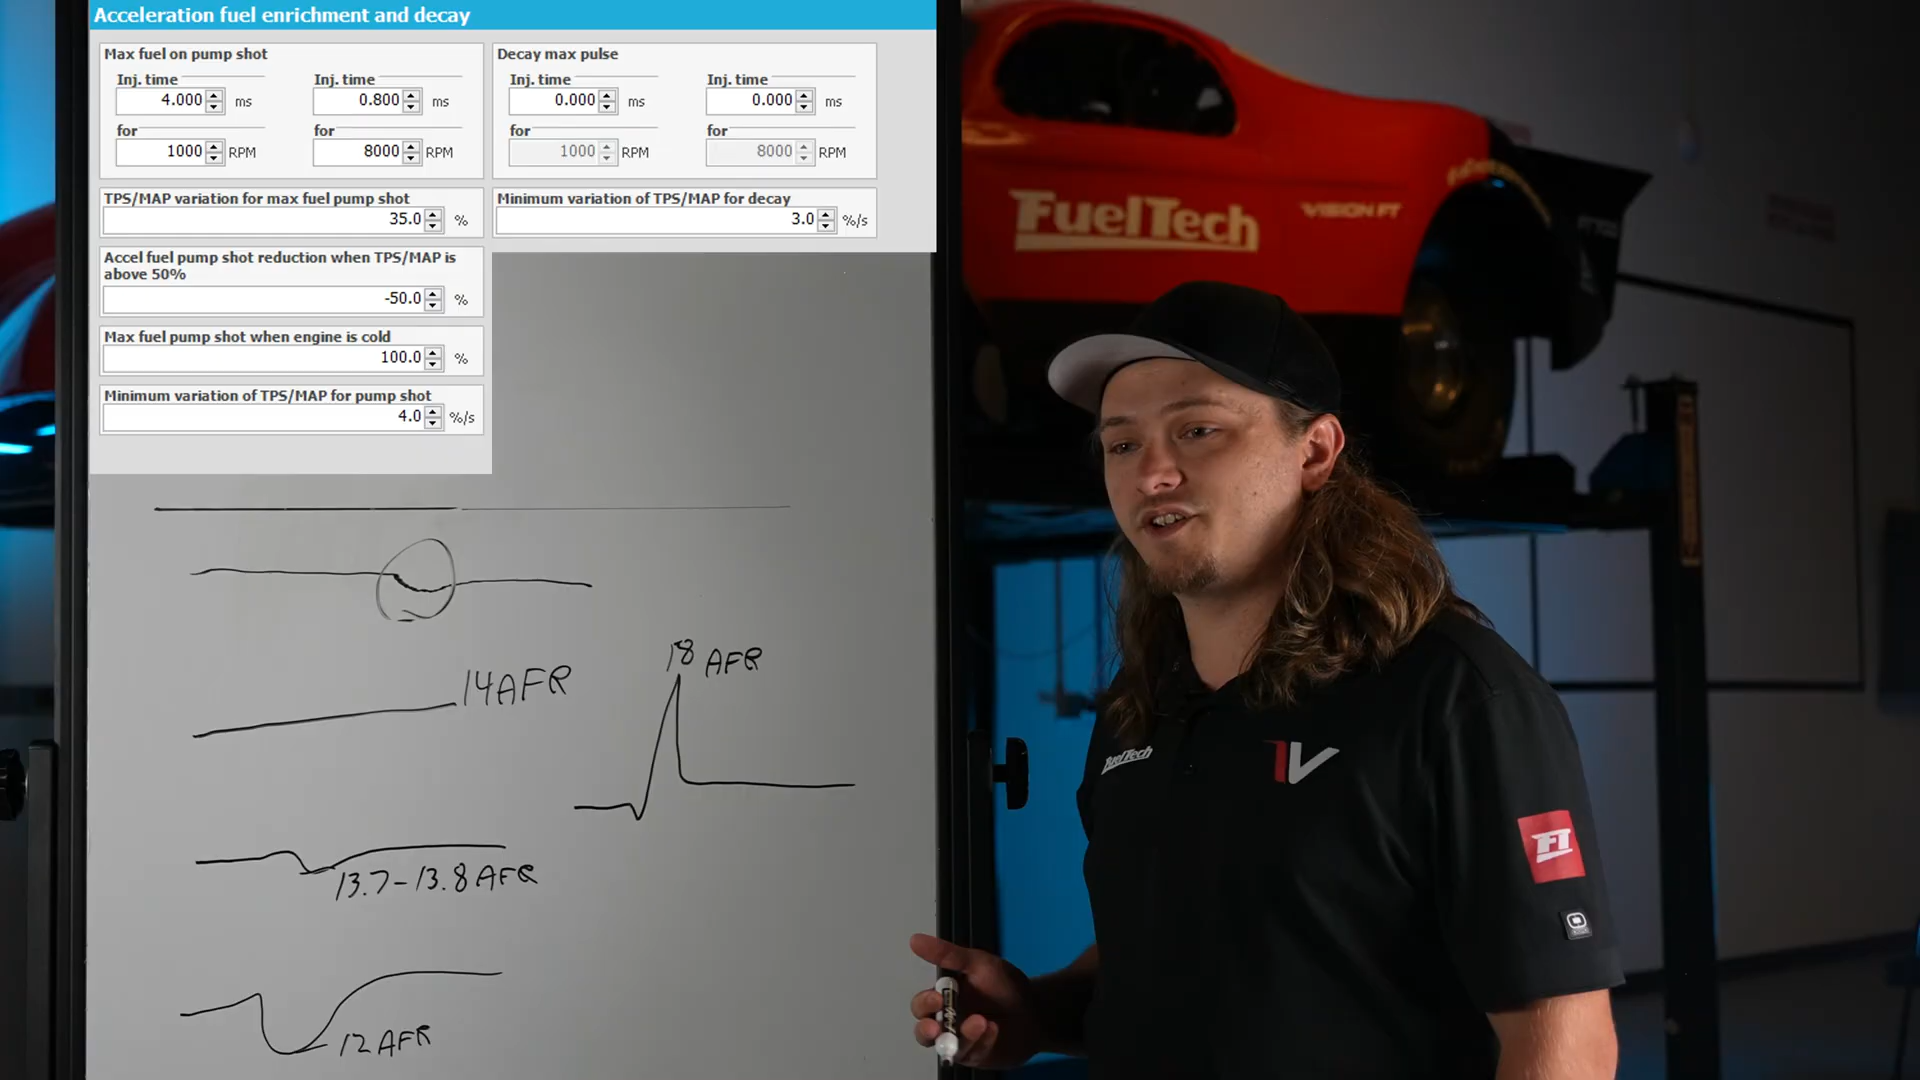 Acceleration fuel enrichment and decay
Max fuel on pump shot
Inj. time
4.000 ms
for
1000 RPM
Inj. time
0.800 ms
for
8000 RPM
Decay max pulse
Inj. time
0.000 ms
for
1000 RPM
Inj. time
0.000 ms
for
8000 RPM
TPS/MAP variation for max fuel pump shot
35.0 %
Minimum variation of TPS/MAP for decay
3.0 %/s
Accel fuel pump shot reduction when TPS/MAP is
above 50%
-50.0 %
Max fuel pump shot when engine is cold
100.0 %
Minimum variation of TPS/MAP for pump shot
4.0 %/s
14 AFR
18 AFR
13.7-13.8 AFR
12 AFR
FuelTech
VISION FT
FuelTech
FT